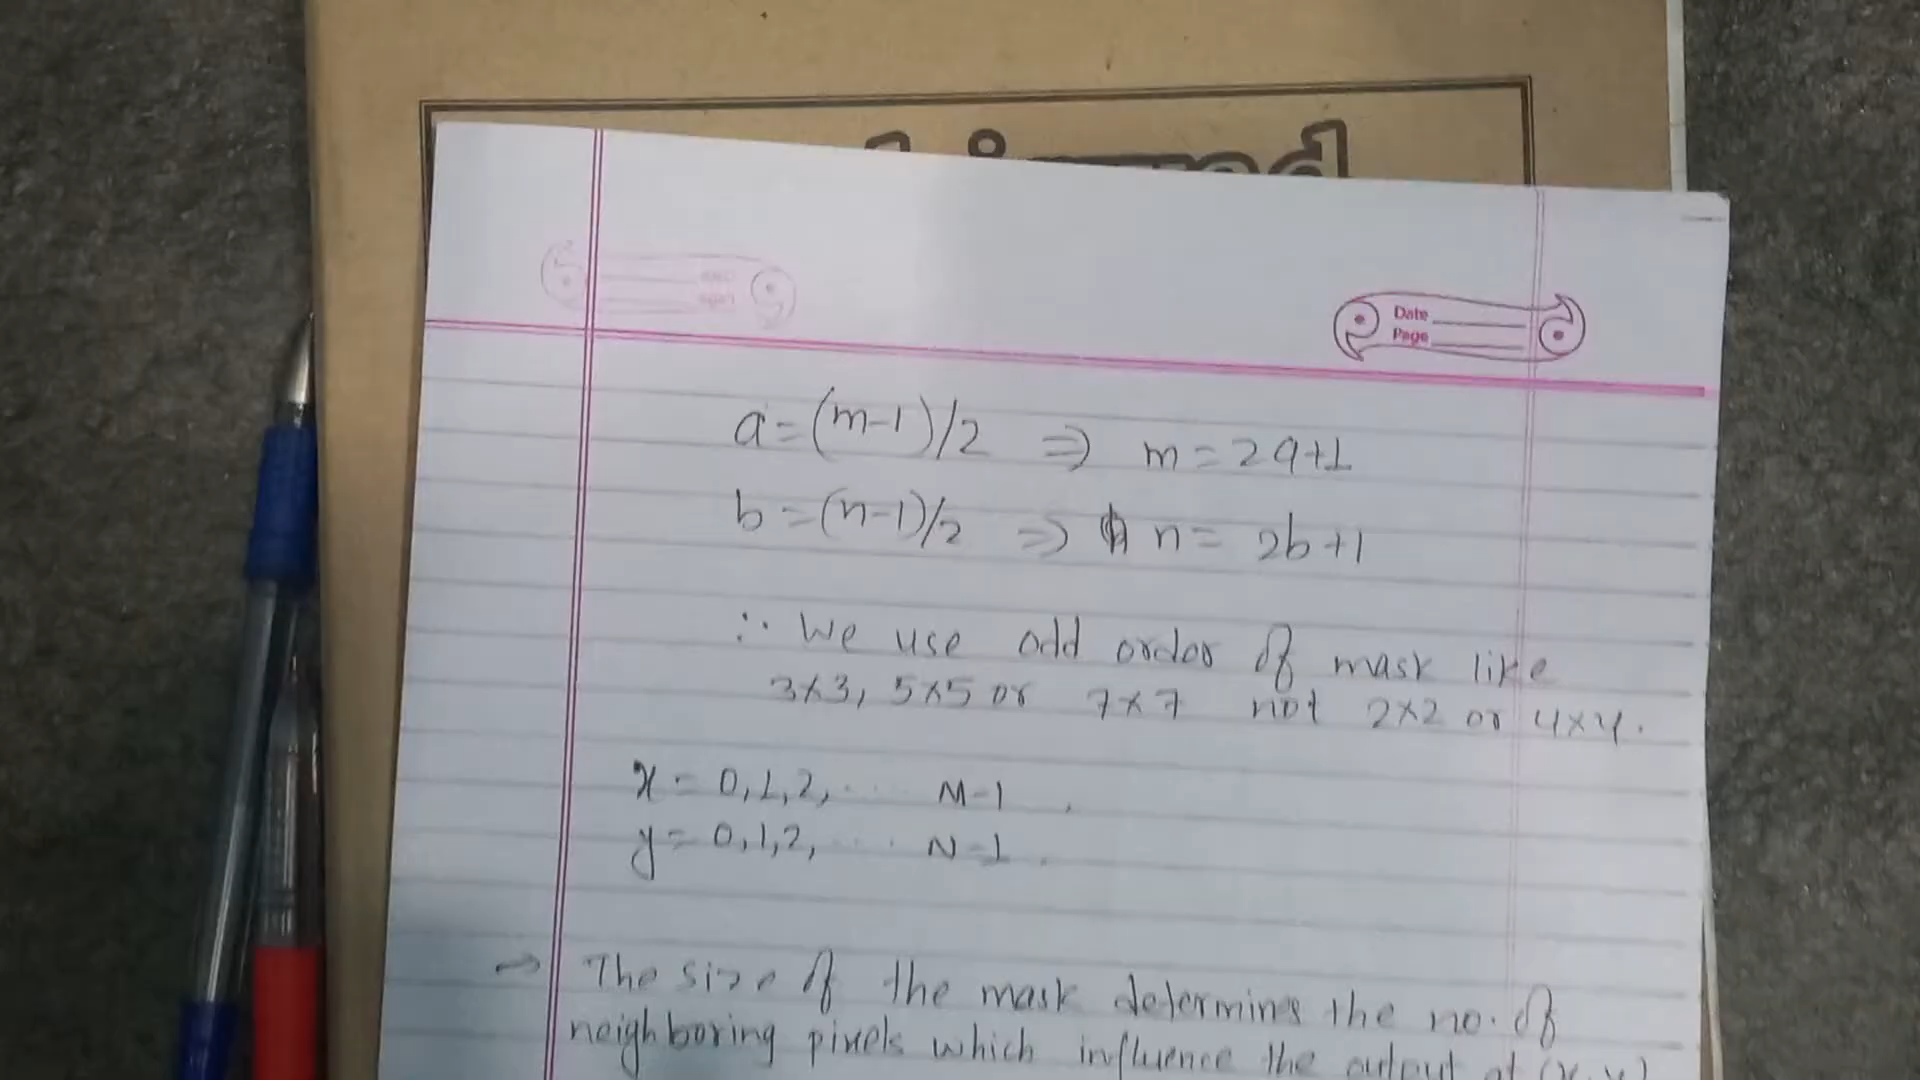 Date
Page
a = (m-1)/2 ⇒ m = 2a+1
b = (n-1)/2 ⇒ n = 2b+1
∴ We use odd order of mask like
3×3, 5×5 or 7×7 not 2×2 or 4×4.
x = 0,1,2, .... M-1
y = 0,1,2, .... N-1
→ The size of the mask determines the no. of
neighboring pixels which influence the output at (x,y)